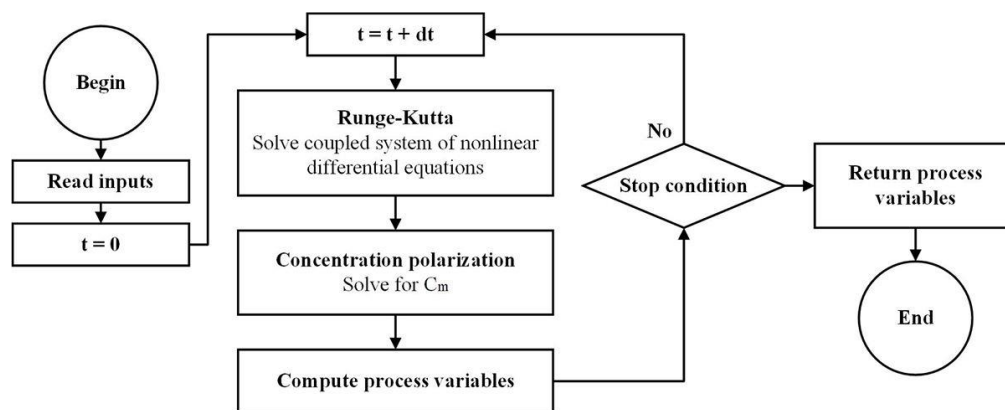 Begin
Read inputs
t = 0
t = t + dt
Runge-Kutta
Solve coupled system of nonlinear
differential equations
Concentration polarization
Solve for Cm
Compute process variables
No
Stop condition
Return process
variables
End